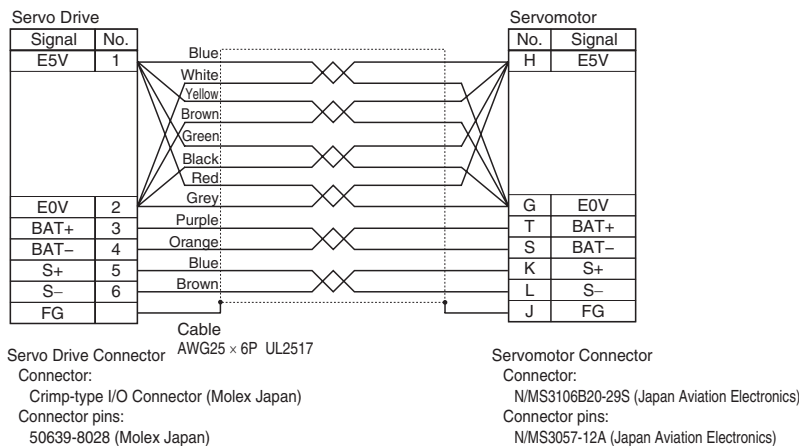 Servo Drive
Servomotor
Signal No.
No. Signal
E5V 1
Blue
H E5V
White
Yellow
Brown
Green
Black
Red
Grey
E0V 2
G E0V
Purple
BAT+ 3
T BAT+
Orange
BAT− 4
S BAT−
Blue
S+ 5
K S+
Brown
S− 6
L S−
FG
J FG
Cable
AWG25 × 6P UL2517
Servo Drive Connector
Connector:
Crimp-type I/O Connector (Molex Japan)
Connector pins:
50639-8028 (Molex Japan)
Servomotor Connector
Connector:
N/MS3106B20-29S (Japan Aviation Electronics)
Connector pins:
N/MS3057-12A (Japan Aviation Electronics)